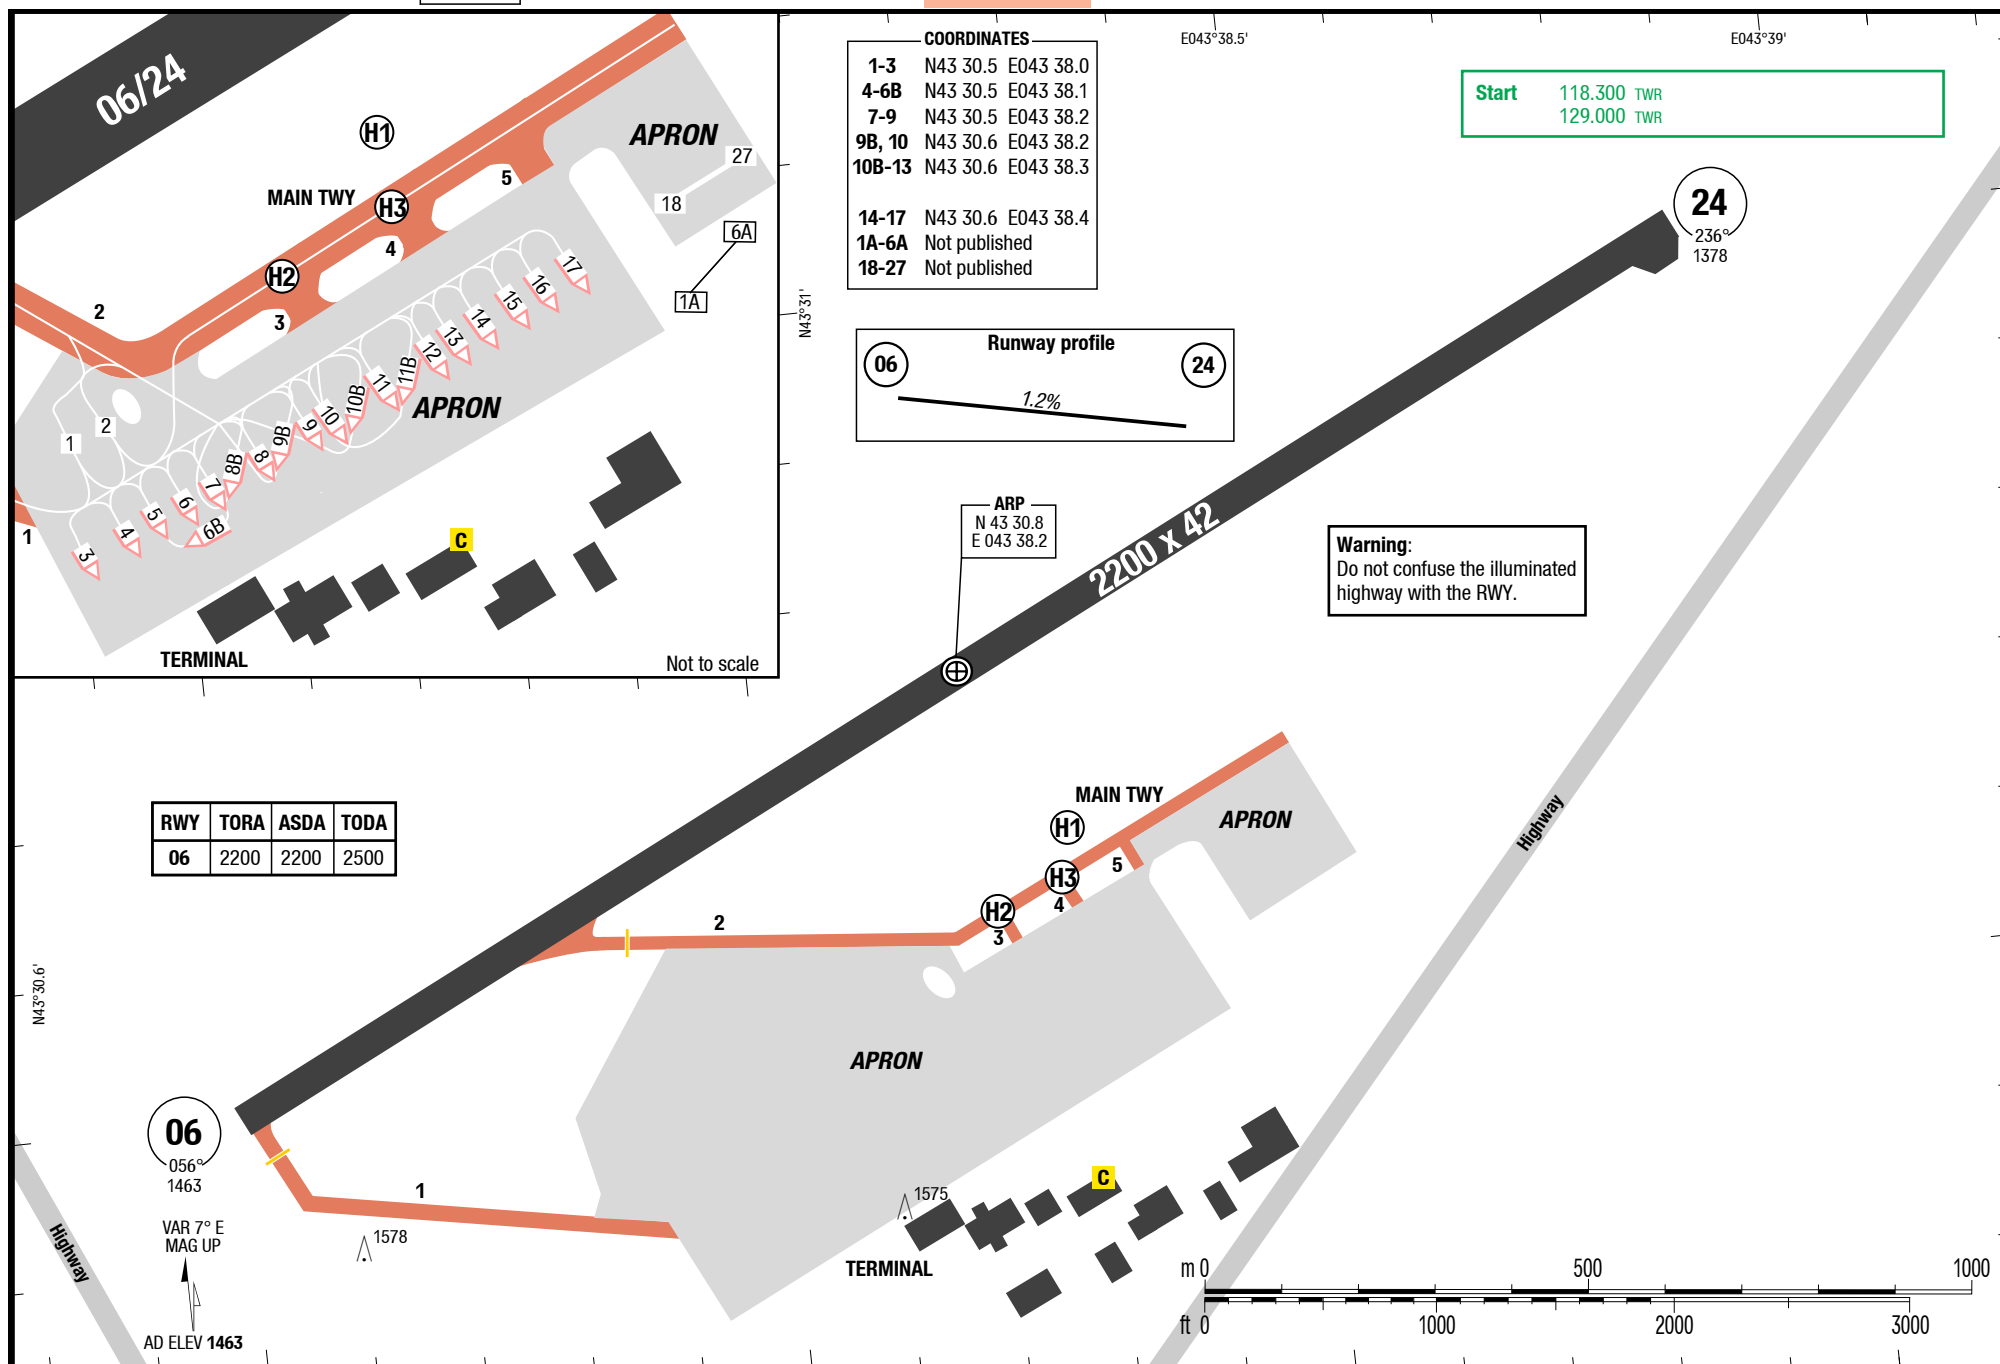 06/24
H1
MAIN TWY
H3
H2
2
3
4
5
APRON
27
18
6A
1A
1
2
1
3
4
5
6
6B
7
8B
8
9B
9
10
10B
11
11B
12
13
14
15
16
17
APRON
C
TERMINAL
Not to scale
COORDINATES
1-3 N43 30.5 E043 38.0
4-6B N43 30.5 E043 38.1
7-9 N43 30.5 E043 38.2
9B, 10 N43 30.6 E043 38.2
10B-13 N43 30.6 E043 38.3
14-17 N43 30.6 E043 38.4
1A-6A Not published
18-27 Not published
E043°38.5'
E043°39'
Start 118.300 TWR
129.000 TWR
24
236°
1378
N43°31'
Runway profile
06
24
1.2%
ARP
N 43 30.8
E 043 38.2
2200 x 42
Warning:
Do not confuse the illuminated
highway with the RWY.
RWY TORA ASDA TODA
06 2200 2200 2500
MAIN TWY
H1
H3
H2
5
4
3
2
APRON
Highway
N43°30.6'
APRON
06
056°
1463
1
1578
1575
C
TERMINAL
VAR 7° E
MAG UP
AD ELEV 1463
Highway
m 0 500 1000
ft 0 1000 2000 3000